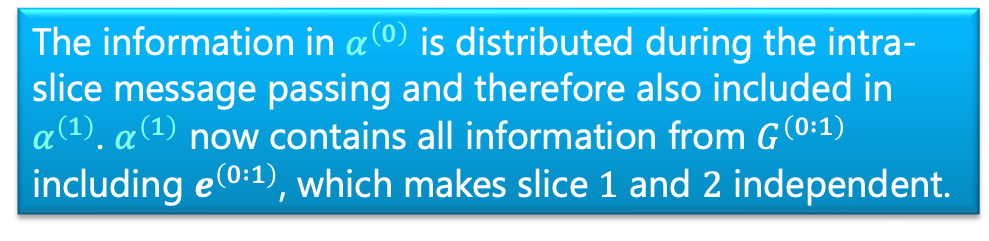 The information in α⁽⁰⁾ is distributed during the intra-
slice message passing and therefore also included in
α⁽¹⁾. α⁽¹⁾ now contains all information from G⁽⁰:¹⁾
including e⁽⁰:¹⁾, which makes slice 1 and 2 independent.